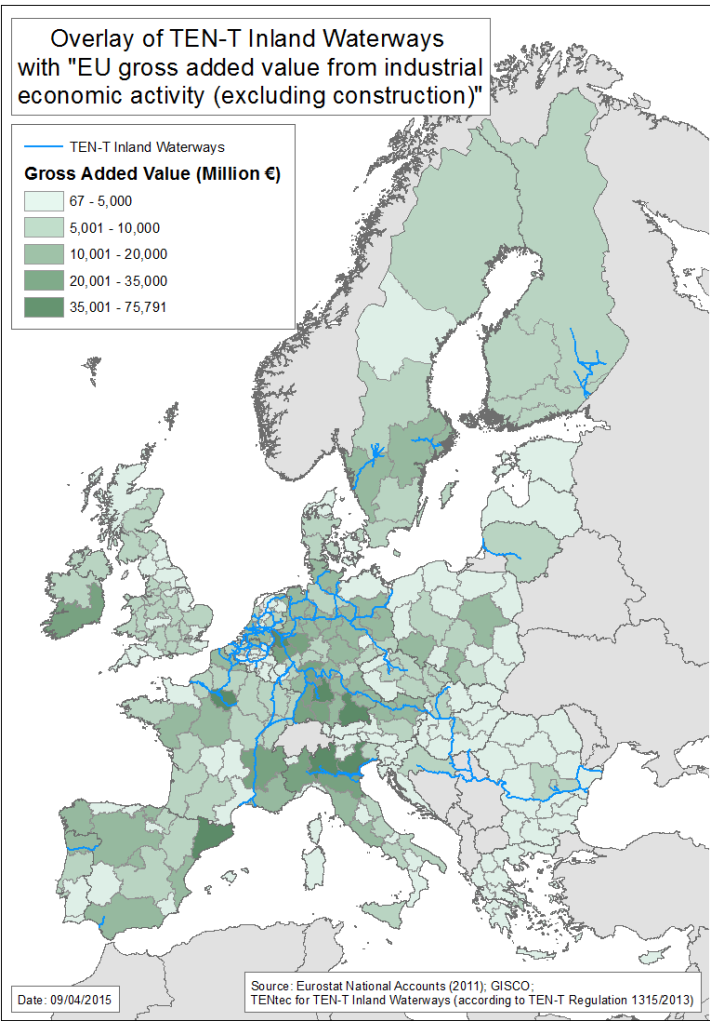 Overlay of TEN-T Inland Waterways
with "EU gross added value from industrial
economic activity (excluding construction)"
TEN-T Inland Waterways
Gross Added Value (Million €)
67 - 5,000
5,001 - 10,000
10,001 - 20,000
20,001 - 35,000
35,001 - 75,791
Date: 09/04/2015
Source: Eurostat National Accounts (2011); GISCO;
TENtec for TEN-T Inland Waterways (according to TEN-T Regulation 1315/2013)